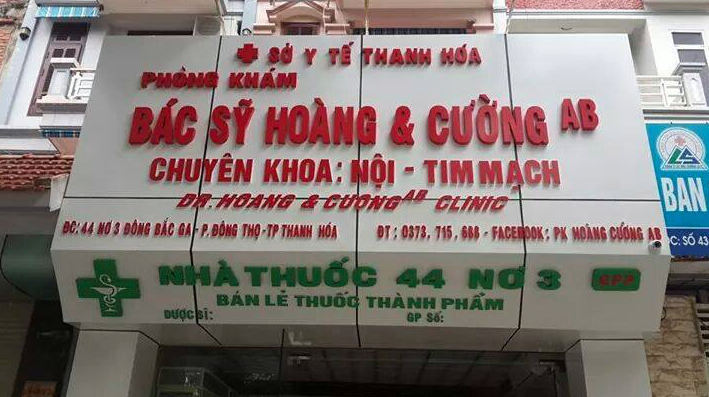 SỞ Y TẾ THANH HÓA
PHÒNG KHÁM
BÁC SỸ HOÀNG & CƯỜNG AB
CHUYÊN KHOA: NỘI - TIM MẠCH
DR. HOANG & CUONG AB CLINIC
ĐC: 44 NƠ 3 ĐÔNG BẮC GA - P. ĐÔNG THỌ - TP THANH HÓA
ĐT : 0373, 715, 688 - FACEBOOK: PK HOÀNG CƯỜNG AB
NHÀ THUỐC 44 NƠ 3 GPP
BÁN LẺ THUỐC THÀNH PHẨM
DƯỢC SĨ: GP SỐ:
BAN
ĐC: SỐ 43